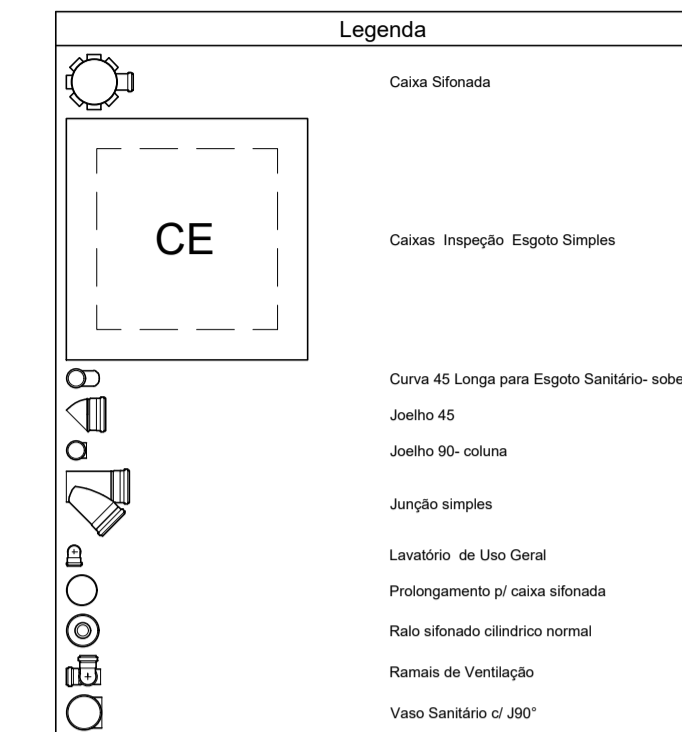 Legenda
Caixa Sifonada
CE
Caixas Inspeção Esgoto Simples
Curva 45 Longa para Esgoto Sanitário- sobe
Joelho 45
Joelho 90- coluna
Junção simples
Lavatório de Uso Geral
Prolongamento p/ caixa sifonada
Ralo sifonado cilindrico normal
Ramais de Ventilação
Vaso Sanitário c/ J90°